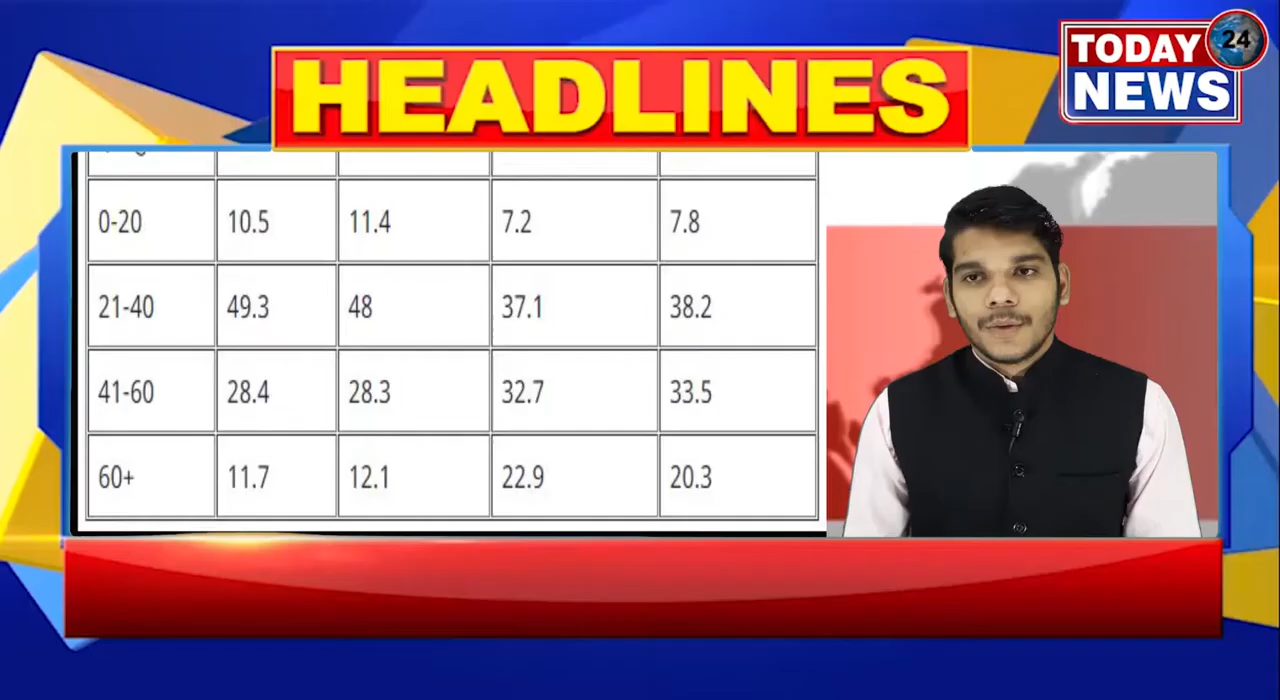 HEADLINES
TODAY 24
NEWS
0-20 10.5 11.4 7.2 7.8
21-40 49.3 48 37.1 38.2
41-60 28.4 28.3 32.7 33.5
60+ 11.7 12.1 22.9 20.3